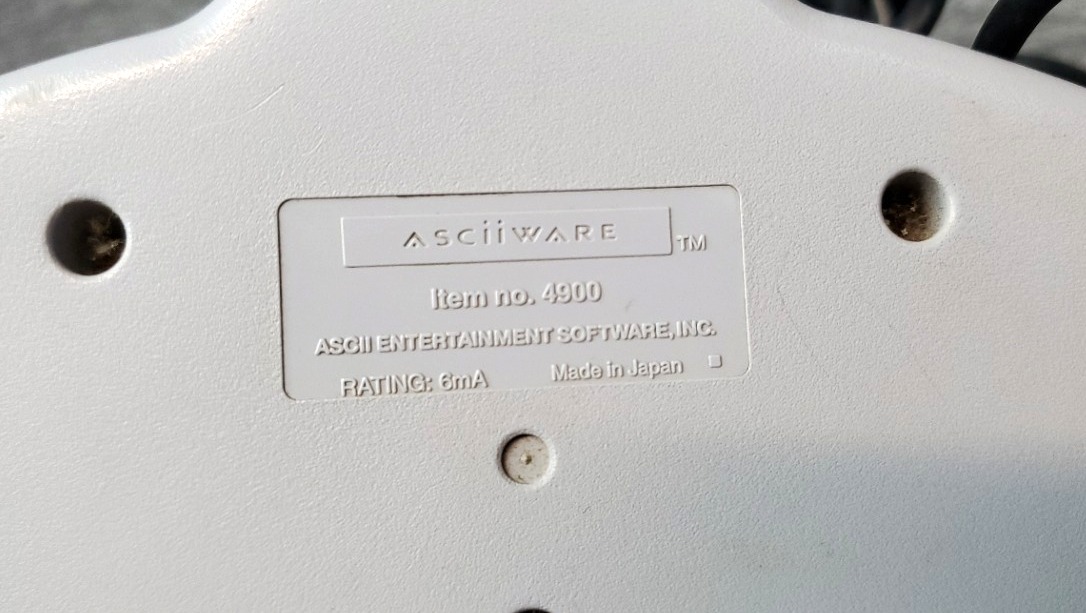 ASCiiWARE TM
Item no. 4900
ASCII ENTERTAINMENT SOFTWARE, INC.
RATING: 6mA Made in Japan